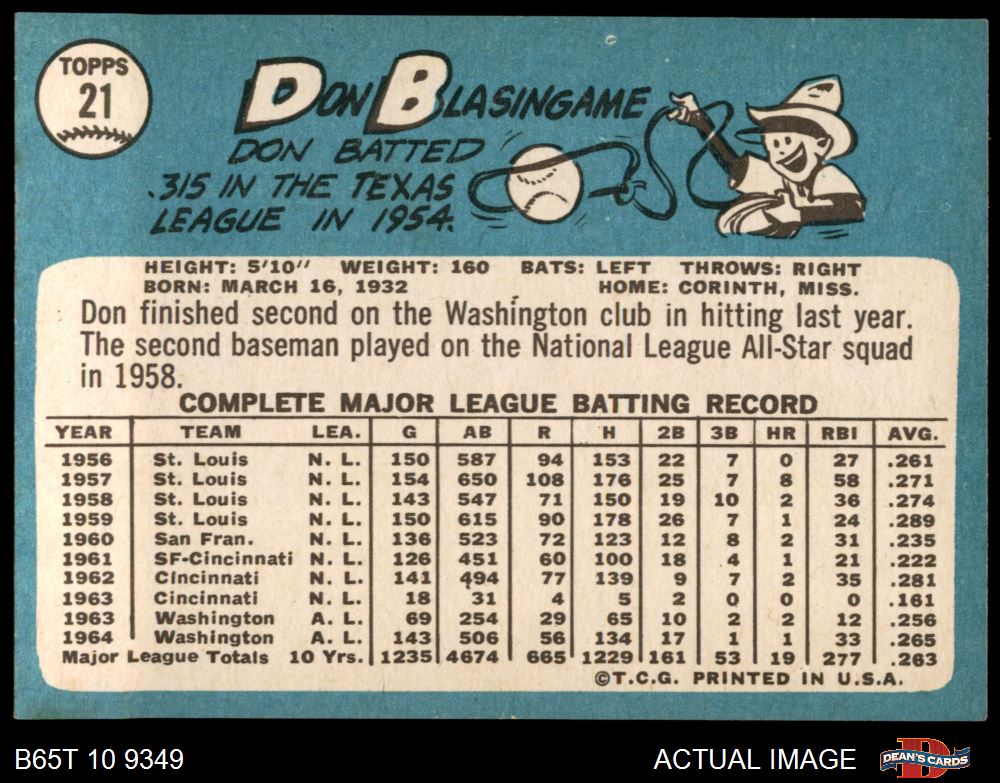 TOPPS
21
DON BLASINGAME
DON BATTED
.315 IN THE TEXAS
LEAGUE IN 1954.
HEIGHT: 5'10" WEIGHT: 160 BATS: LEFT THROWS: RIGHT
BORN: MARCH 16, 1932 HOME: CORINTH, MISS.
Don finished second on the Washington club in hitting last year.
The second baseman played on the National League All-Star squad
in 1958.
COMPLETE MAJOR LEAGUE BATTING RECORD
YEAR TEAM LEA. G AB R H 2B 3B HR RBI AVG.
1956 St. Louis N. L. 150 587 94 153 22 7 0 27 .261
1957 St. Louis N. L. 154 650 108 176 25 7 8 58 .271
1958 St. Louis N. L. 143 547 71 150 19 10 2 36 .274
1959 St. Louis N. L. 150 615 90 178 26 7 1 24 .289
1960 San Fran. N. L. 136 523 72 123 12 8 2 31 .235
1961 SF-Cincinnati N. L. 126 451 60 100 18 4 1 21 .222
1962 Cincinnati N. L. 141 494 77 139 9 7 2 35 .281
1963 Cincinnati N. L. 18 31 4 5 2 0 0 0 .161
1963 Washington A. L. 69 254 29 65 10 2 2 12 .256
1964 Washington A. L. 143 506 56 134 17 1 1 33 .265
Major League Totals 10 Yrs. 1235 4674 665 1229 161 53 19 277 .263
©T.C.G. PRINTED IN U.S.A.
B65T 10 9349 ACTUAL IMAGE DEAN'S CARDS